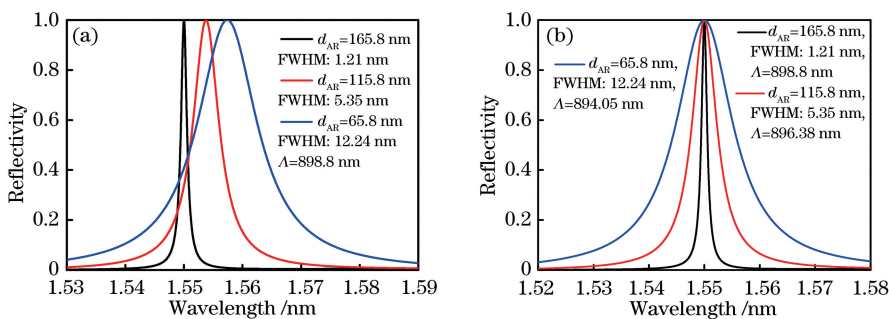 (a)
d_AR=165.8 nm
FWHM: 1.21 nm
d_AR=115.8 nm
FWHM: 5.35 nm
d_AR=65.8 nm
FWHM: 12.24 nm
Λ=898.8 nm
Reflectivity
1.0
0.8
0.6
0.4
0.2
0
1.53 1.54 1.55 1.56 1.57 1.58 1.59
Wavelength /nm
(b)
d_AR=65.8 nm,
FWHM: 12.24 nm,
Λ=894.05 nm
d_AR=165.8 nm,
FWHM: 1.21 nm,
Λ=898.8 nm
d_AR=115.8 nm,
FWHM: 5.35 nm,
Λ=896.38 nm
Reflectivity
1.0
0.8
0.6
0.4
0.2
0
1.52 1.53 1.54 1.55 1.56 1.57 1.58
Wavelength /nm